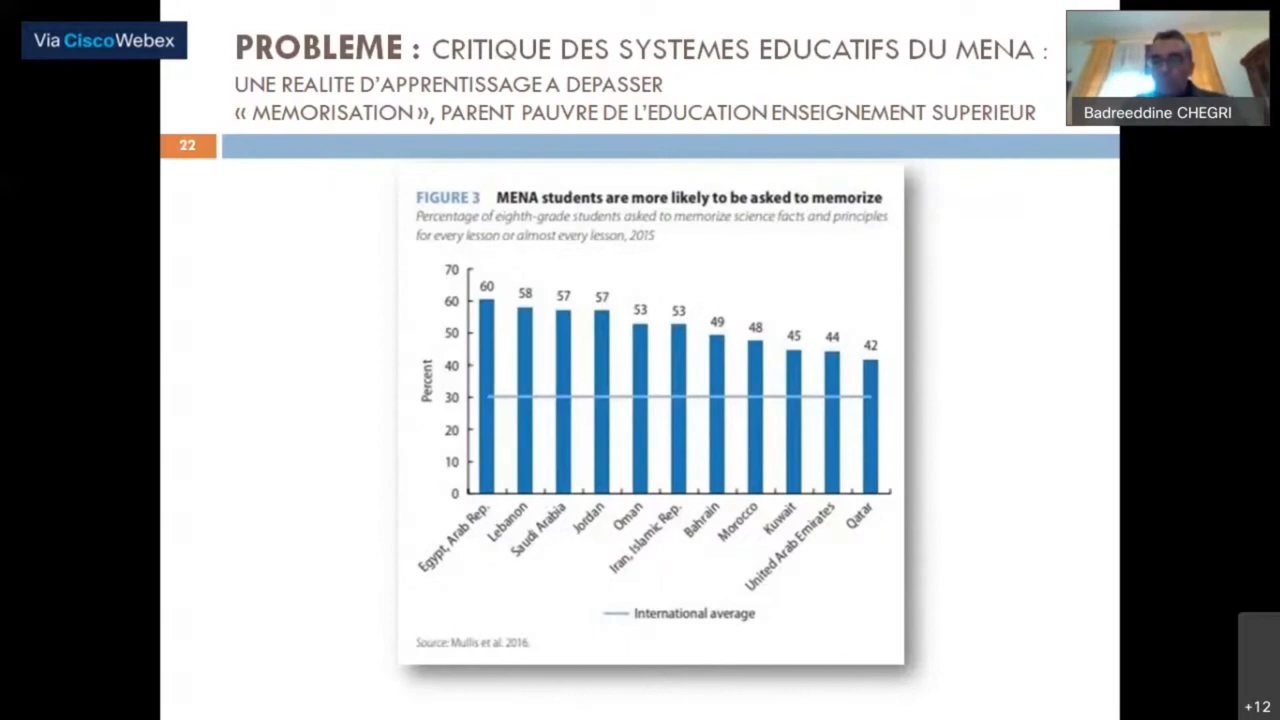 Via CiscoWebex
PROBLEME : CRITIQUE DES SYSTEMES EDUCATIFS DU MENA :
UNE REALITE D'APPRENTISSAGE A DEPASSER
« MEMORISATION », PARENT PAUVRE DE L'EDUCATION ENSEIGNEMENT SUPERIEUR
Badreeddine CHEGRI
22
FIGURE 3 MENA students are more likely to be asked to memorize
Percentage of eighth-grade students asked to memorize science facts and principles
for every lesson or almost every lesson, 2015
Percent
70
60
50
40
30
20
10
0
60
58
57
57
53
53
49
48
45
44
42
Egypt, Arab Rep.
Lebanon
Saudi Arabia
Jordan
Oman
Iran, Islamic Rep.
Bahrain
Morocco
Kuwait
United Arab Emirates
Qatar
International average
Source: Mullis et al. 2016.
+12